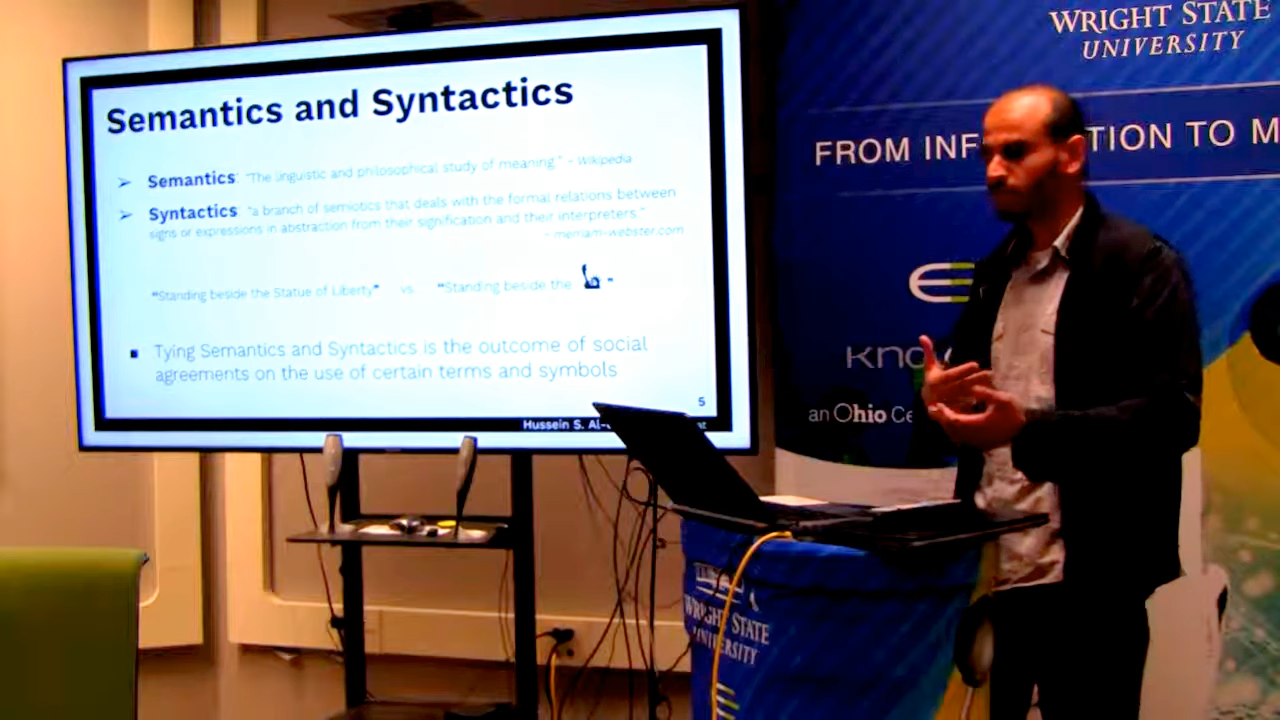 Semantics and Syntactics
➢ Semantics: "The linguistic and philosophical study of meaning." - Wikipedia
➢ Syntactics: "a branch of semiotics that deals with the formal relations between
signs or expressions in abstraction from their signification and their interpreters."
- merriam-webster.com
"Standing beside the Statue of Liberty" vs. "Standing beside the
▪ Tying Semantics and Syntactics is the outcome of social
agreements on the use of certain terms and symbols
5
Hussein S. Al-
WRIGHT STATE
UNIVERSITY
FROM INF TION TO M
Kno
an Ohio Ce
WRIGHT STATE
UNIVERSITY